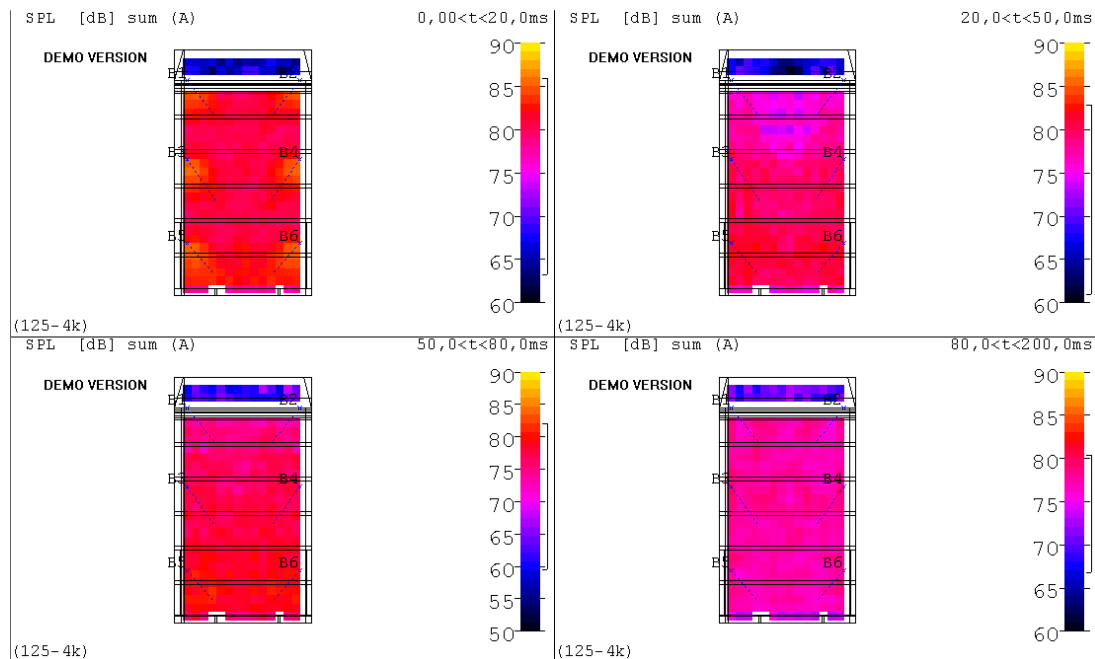 SPL [dB] sum (A) 0,00<t<20,0ms
DEMO VERSION
90
85
80
75
70
65
60
B1 B2
B3 B4
B5 B6
(125-4k)
SPL [dB] sum (A) 20,0<t<50,0ms
DEMO VERSION
90
85
80
75
70
65
60
B1 B2
B3 B4
B5 B6
(125-4k)
SPL [dB] sum (A) 50,0<t<80,0ms
DEMO VERSION
90
85
80
75
70
65
60
55
50
B1 B2
B3 B4
B5 B6
(125-4k)
SPL [dB] sum (A) 80,0<t<200,0ms
DEMO VERSION
90
85
80
75
70
65
60
B1 B2
B3 B4
B5 B6
(125-4k)